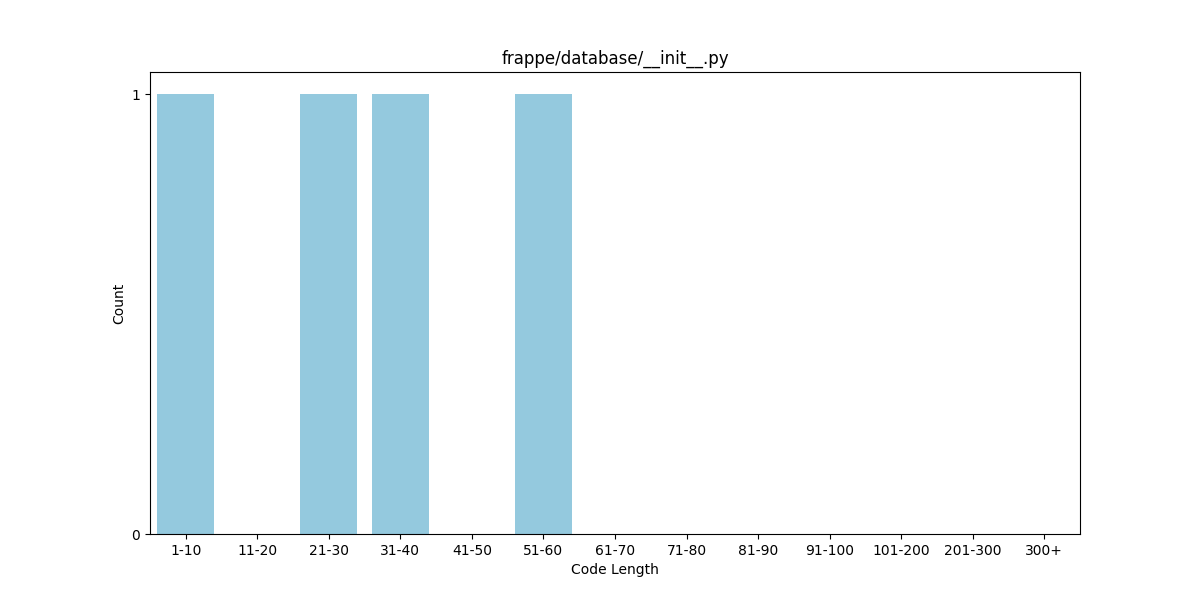 frappe/database/__init__.py
Count
1
0
1-10 11-20 21-30 31-40 41-50 51-60 61-70 71-80 81-90 91-100 101-200 201-300 300+
Code Length